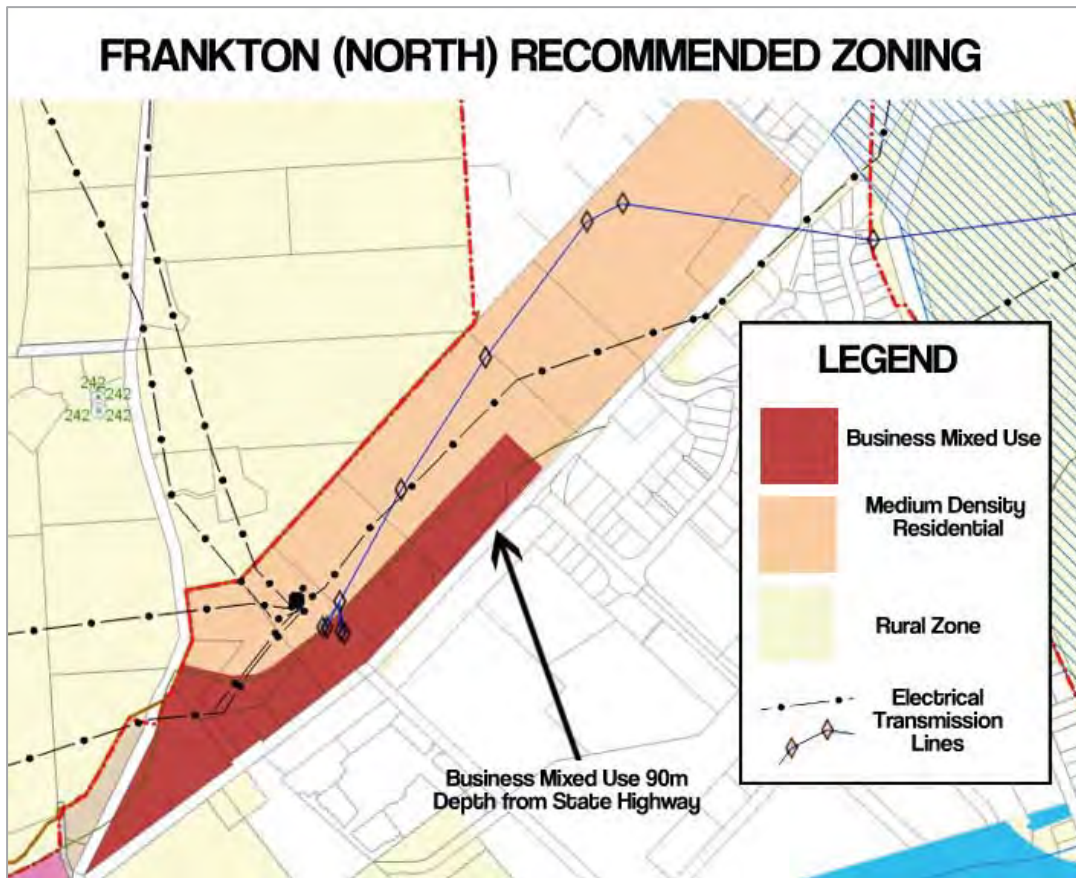 FRANKTON (NORTH) RECOMMENDED ZONING
242
242
242 242
LEGEND
Business Mixed Use
Medium Density
Residential
Rural Zone
Electrical
Transmission
Lines
Business Mixed Use 90m
Depth from State Highway